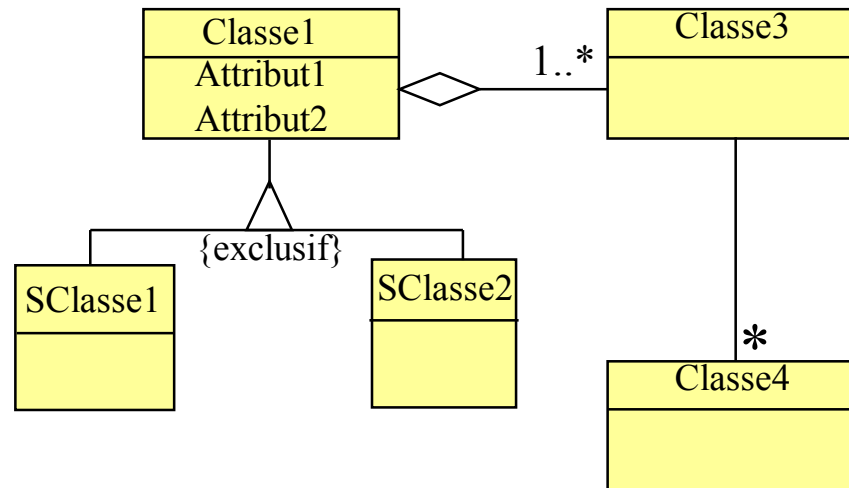 Classe1
Attribut1
Attribut2
1..*
Classe3
{exclusif}
SClasse1
SClasse2
*
Classe4